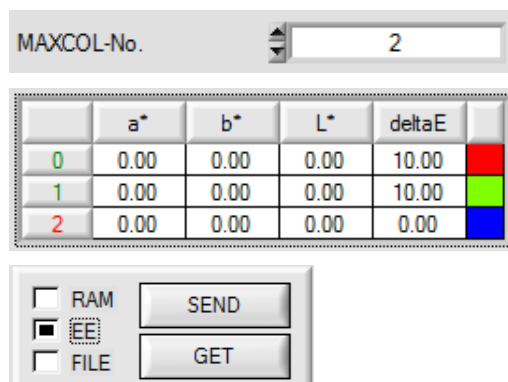 MAXCOL-No. 2
a* b* L* deltaE
0 0.00 0.00 0.00 10.00
1 0.00 0.00 0.00 10.00
2 0.00 0.00 0.00 0.00
RAM SEND
EE
FILE GET